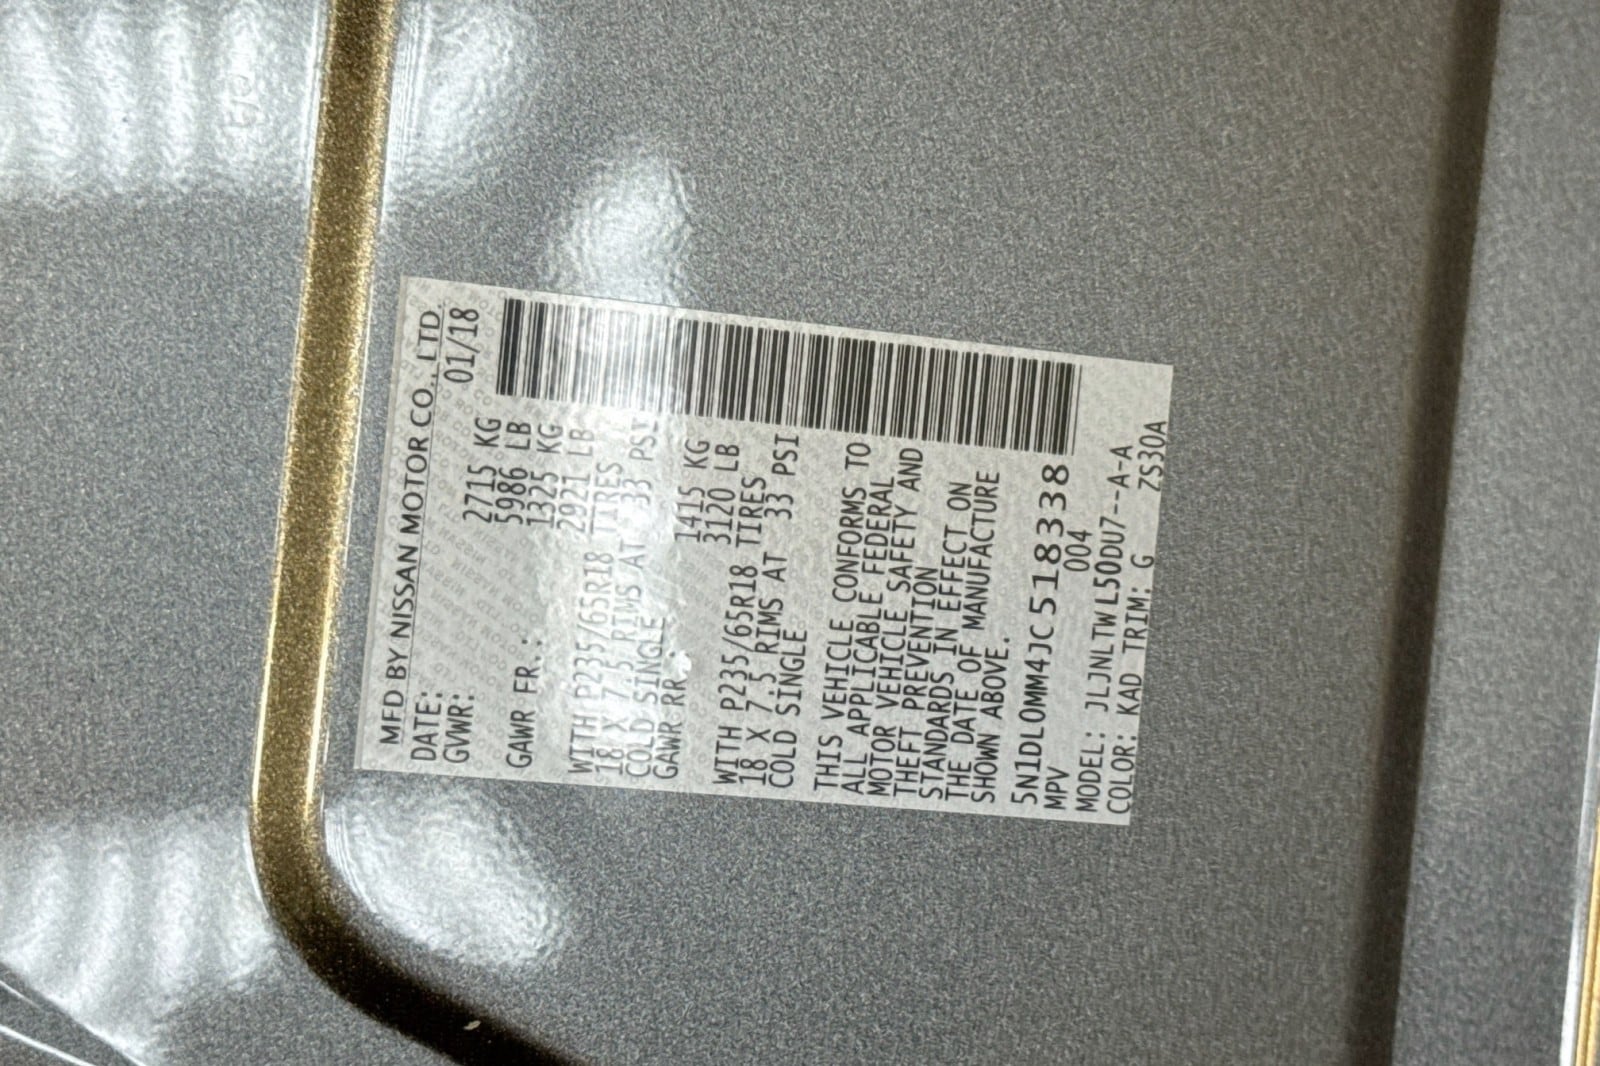 MFD BY NISSAN MOTOR CO., LTD.
DATE: 01/18
GVWR: 2715 KG
5986 LB
GAWR FR.: 1325 KG
2921 LB
WITH P235/65R18 TIRES
18 X 7.5 RIMS AT 33 PSI
COLD SINGLE
GAWR RR.: 1415 KG
3120 LB
WITH P235/65R18 TIRES
18 X 7.5 RIMS AT 33 PSI
COLD SINGLE
THIS VEHICLE CONFORMS TO
ALL APPLICABLE FEDERAL
MOTOR VEHICLE SAFETY AND
THEFT PREVENTION
STANDARDS IN EFFECT ON
THE DATE OF MANUFACTURE
SHOWN ABOVE.
5N1DL0MM4JC518338
MPV 004
MODEL: JLJNLTWL50DU7--A-A
COLOR: KAD TRIM: G ZS30A